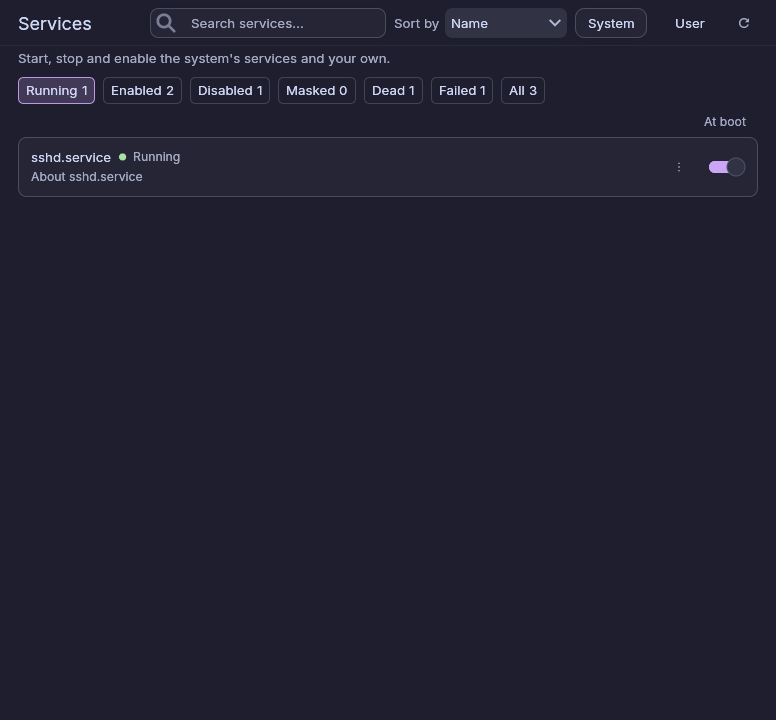 Services
Search services...
Sort by
Name
System
User
Start, stop and enable the system's services and your own.
Running 1
Enabled 2
Disabled 1
Masked 0
Dead 1
Failed 1
All 3
At boot
sshd.service
Running
About sshd.service